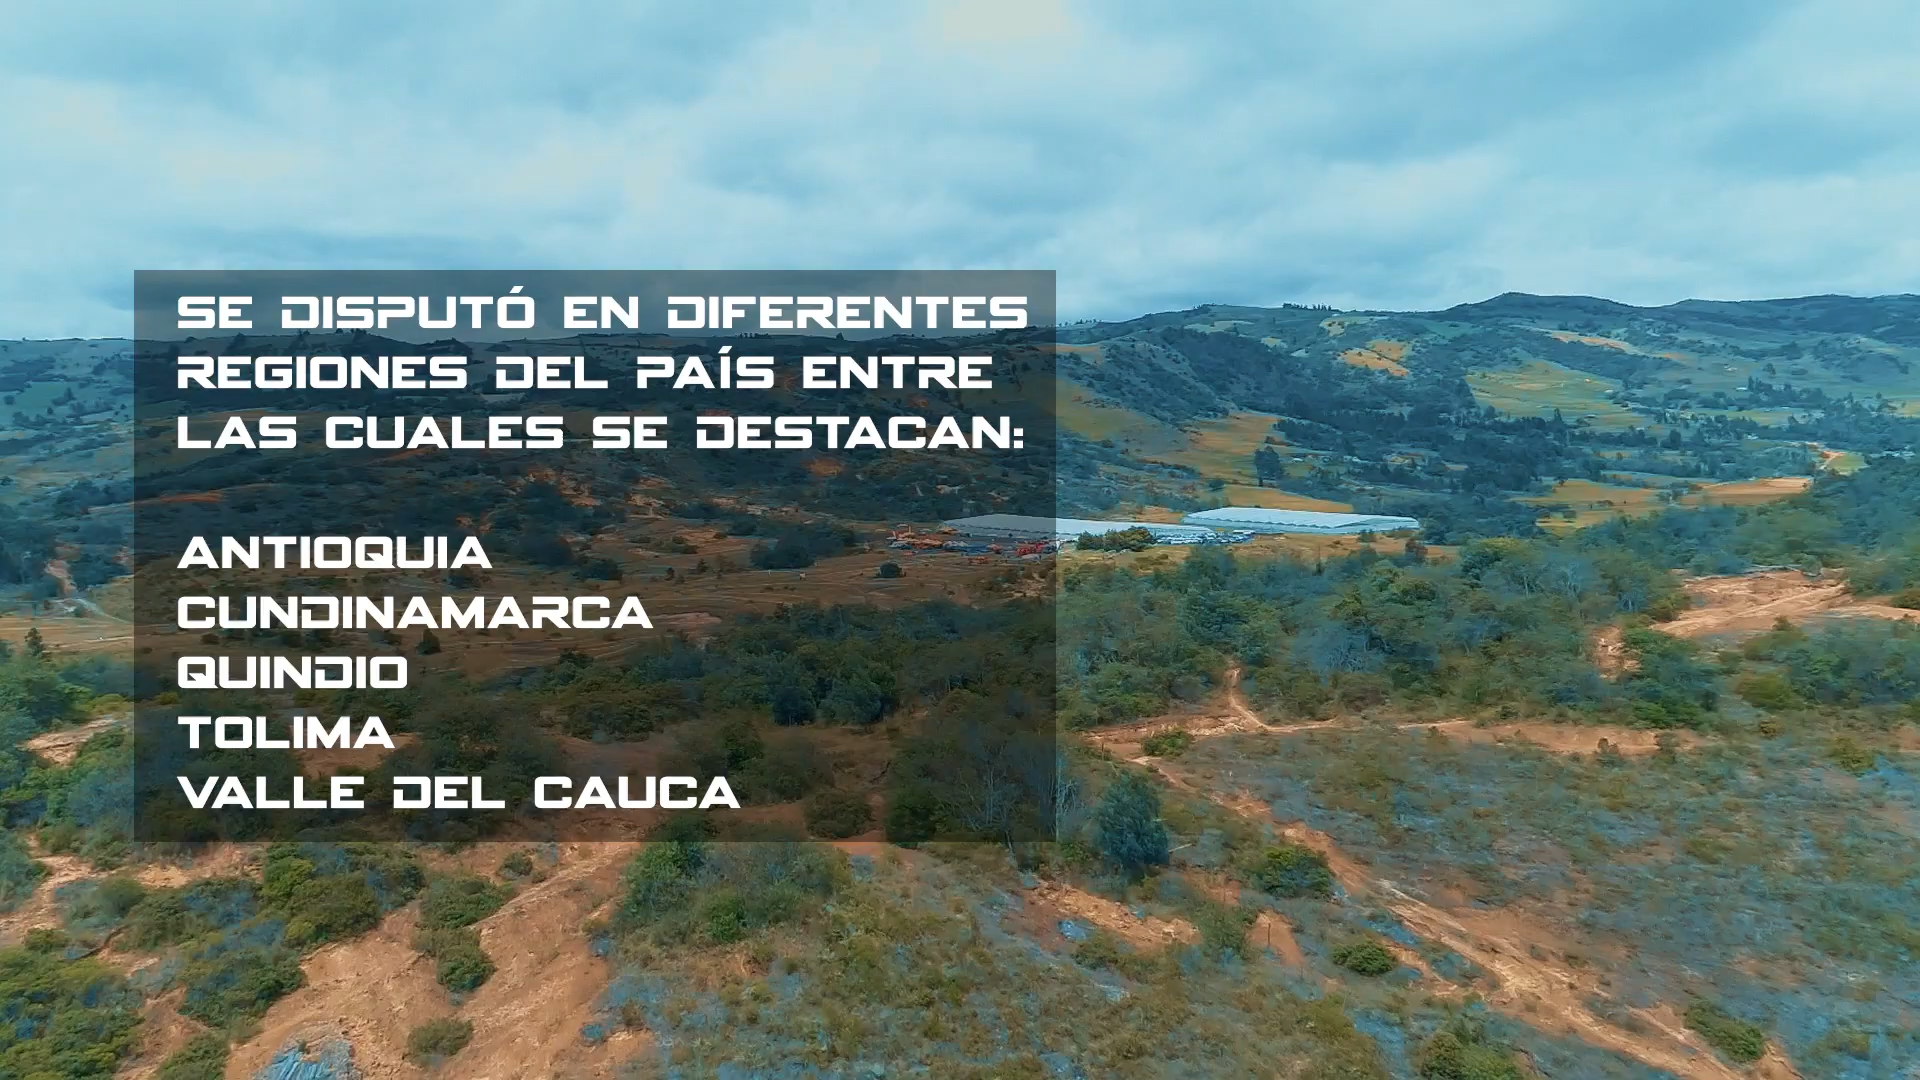 SE DISPUTÓ EN DIFERENTES
REGIONES DEL PAÍS ENTRE
LAS CUALES SE DESTACAN:
ANTIOQUIA
CUNDINAMARCA
QUINDIO
TOLIMA
VALLE DEL CAUCA